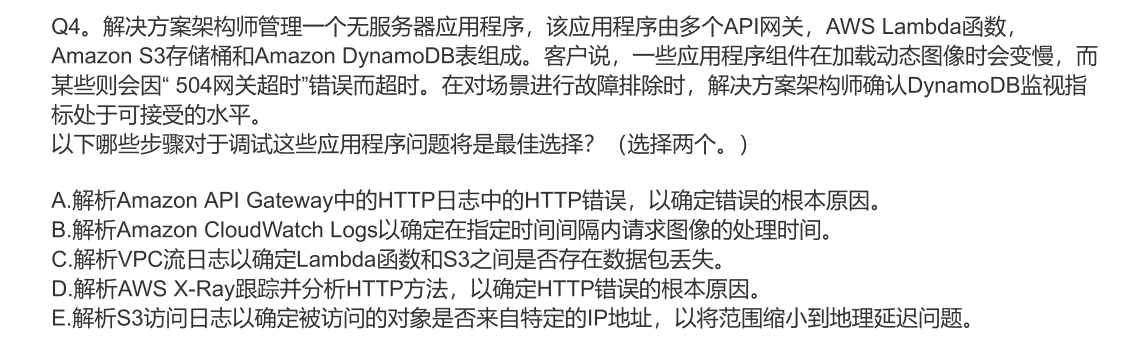 Q4。解决方案架构师管理一个无服务器应用程序，该应用程序由多个API网关，AWS Lambda函数，
Amazon S3存储桶和Amazon DynamoDB表组成。客户说，一些应用程序组件在加载动态图像时会变慢，而
某些则会因“ 504网关超时”错误而超时。在对场景进行故障排除时，解决方案架构师确认DynamoDB监视指
标处于可接受的水平。
以下哪些步骤对于调试这些应用程序问题将是最佳选择？（选择两个。）
A.解析Amazon API Gateway中的HTTP日志中的HTTP错误，以确定错误的根本原因。
B.解析Amazon CloudWatch Logs以确定在指定时间间隔内请求图像的处理时间。
C.解析VPC流日志以确定Lambda函数和S3之间是否存在数据包丢失。
D.解析AWS X-Ray跟踪并分析HTTP方法，以确定HTTP错误的根本原因。
E.解析S3访问日志以确定被访问的对象是否来自特定的IP地址，以将范围缩小到地理延迟问题。